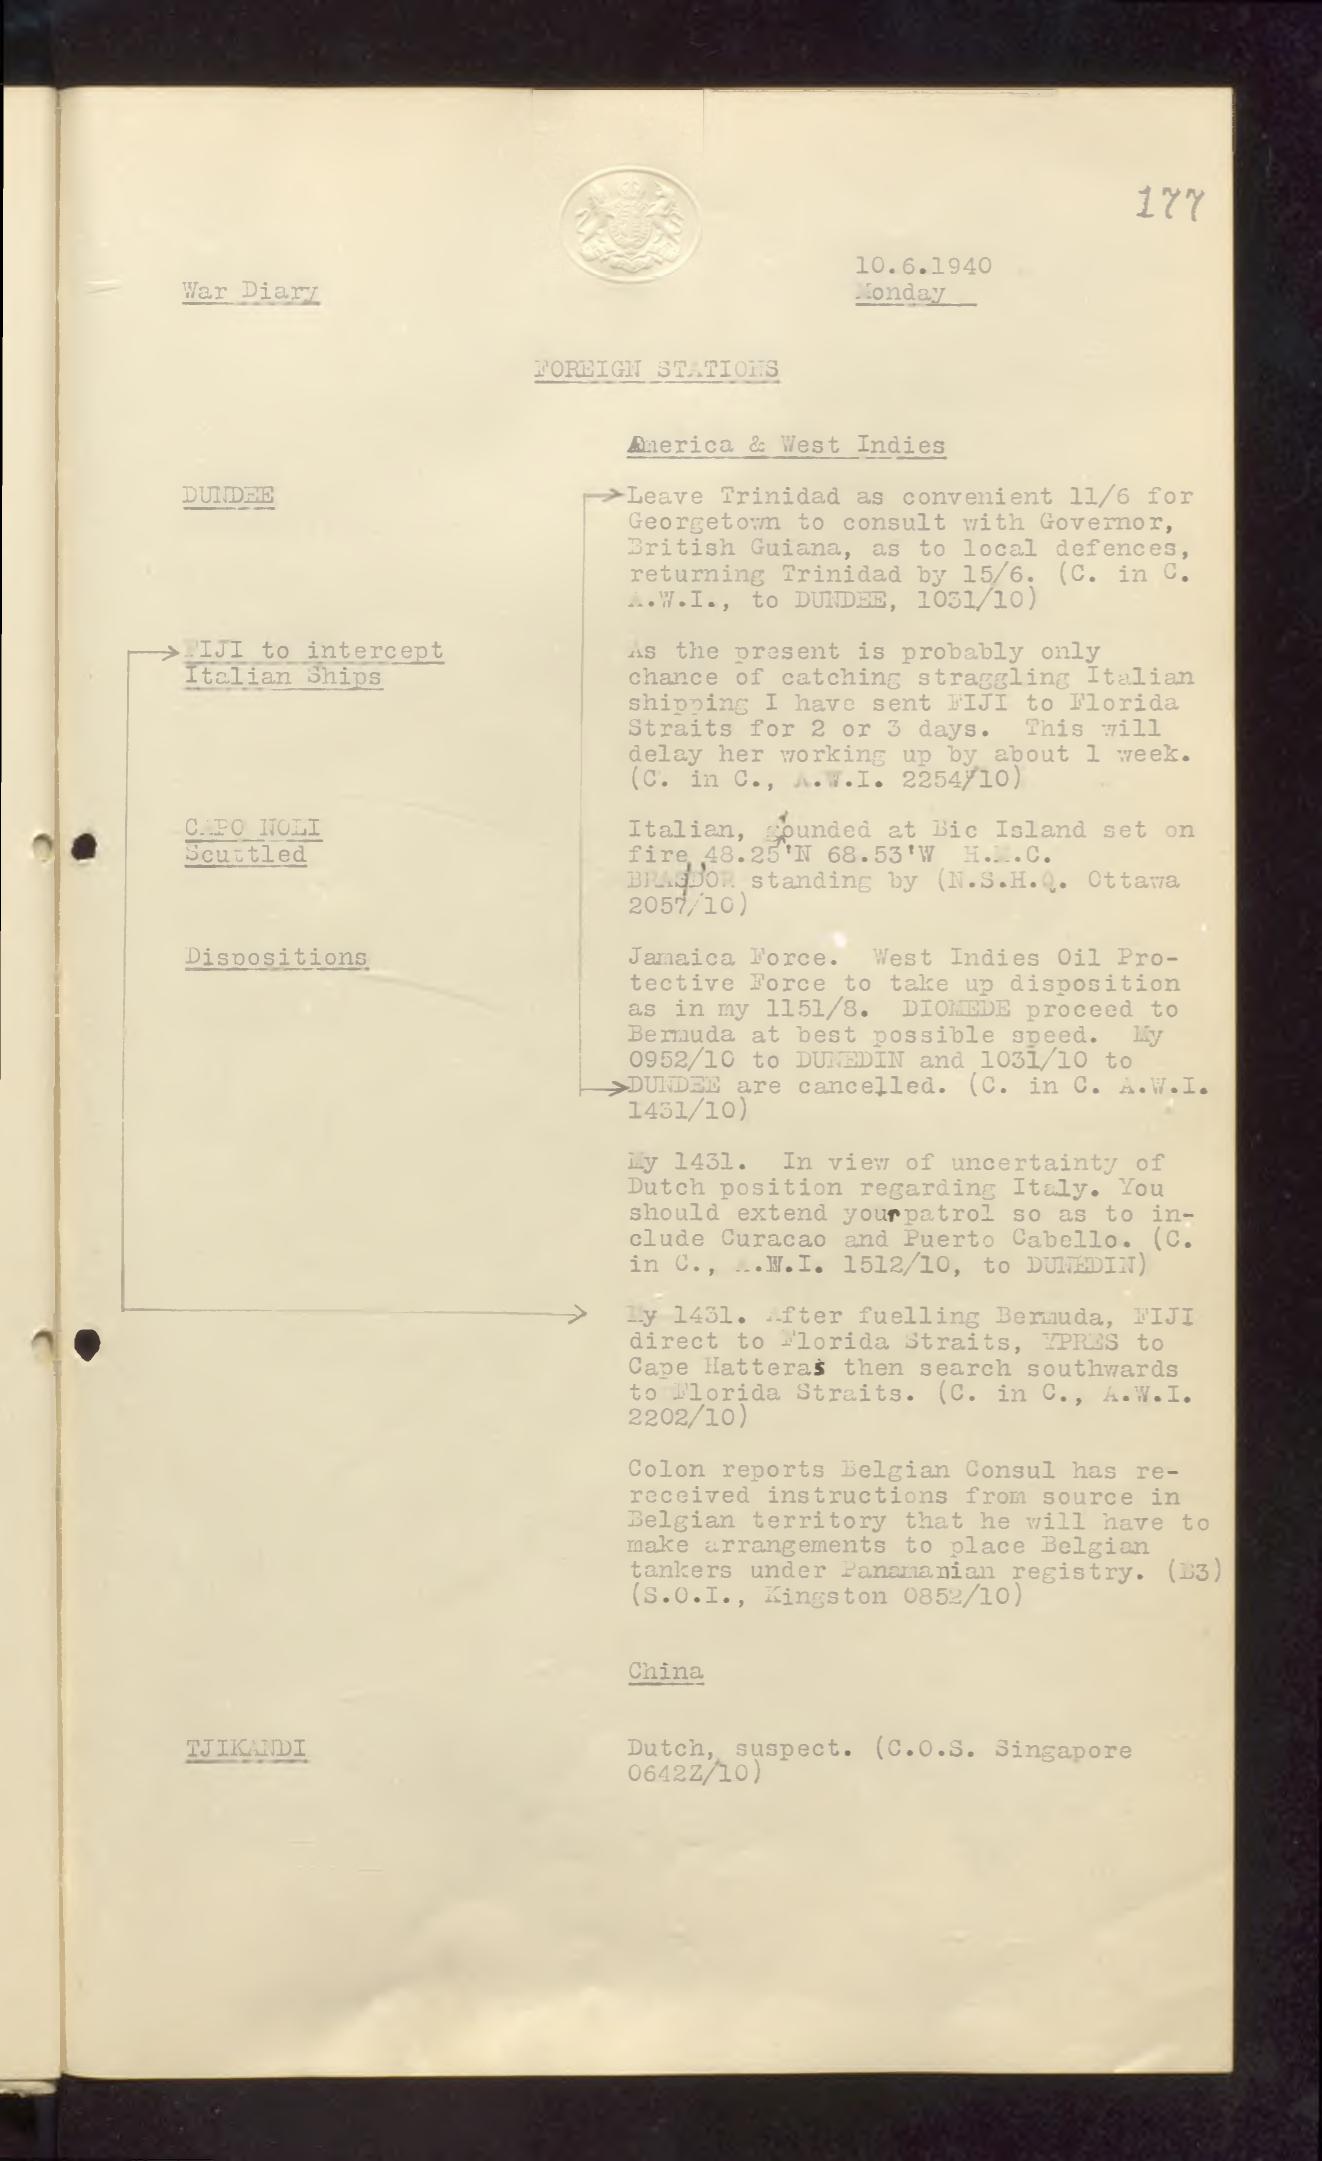 177
10.6.1940
War Diary
Monday
FOREIGN STATIONS
America & West Indies
DUNDEE
Leave Trinidad as convenient 11/6 for
Georgetown to consult with Governor,
British Guiana, as to local defences,
returning Trinidad by 15/6. (C. in C.
A.W.I., to DUNDEE, 1031/10)
FIJI to intercept
Italian Ships
As the present is probably only
chance of catching straggling Italian
shipping I have sent FIJI to Florida
Straits for 2 or 3 days. This will
delay her working up by about 1 week.
(C. in C., A.W.I. 2254/10)
CAPO NOLI
Scuttled
Italian, grounded at Bic Island set on
fire 48.25'N 68.53'W H.M.C.
standing by (N.S.H.Q. Ottawa
2057/10)
Dispositions
Jamaica Force. West Indies Oil Pro-
tective Force to take up disposition
as in my 1151/8. DIOMEDE proceed to
Bermuda at best possible speed. My
0952/10 to DUNEDIN and 1031/10 to
DUNDEE are cancelled. (C. in C. A.W.I.
1431/10)
My 1431. In view of uncertainty of
Dutch position regarding Italy. You
should extend your patrol so as to in-
clude Curacao and Puerto Cabello. (C.
in C., A.W.I. 1512/10, to DUNEDIN)
My 1431. After fuelling Bermuda, FIJI
direct to Florida Straits, YPRES to
Cape Hatteras then search southwards
to Florida Straits. (C. in C., A.W.I.
2202/10)
Colon reports Belgian Consul has re-
received instructions from source in
Belgian territory that he will have to
make arrangements to place Belgian
tankers under Panamanian registry. (B3)
(S.O.I., Kingston 0852/10)
China
TJIKANDI
Dutch, suspect. (C.O.S. Singapore
0642Z/10)